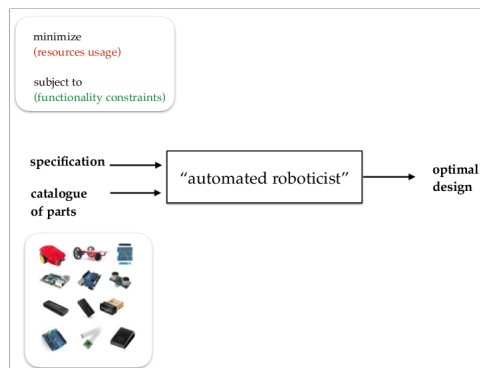 minimize
(resources usage)
subject to
(functionality constraints)
specification
catalogue
of parts
“automated roboticist”
optimal
design